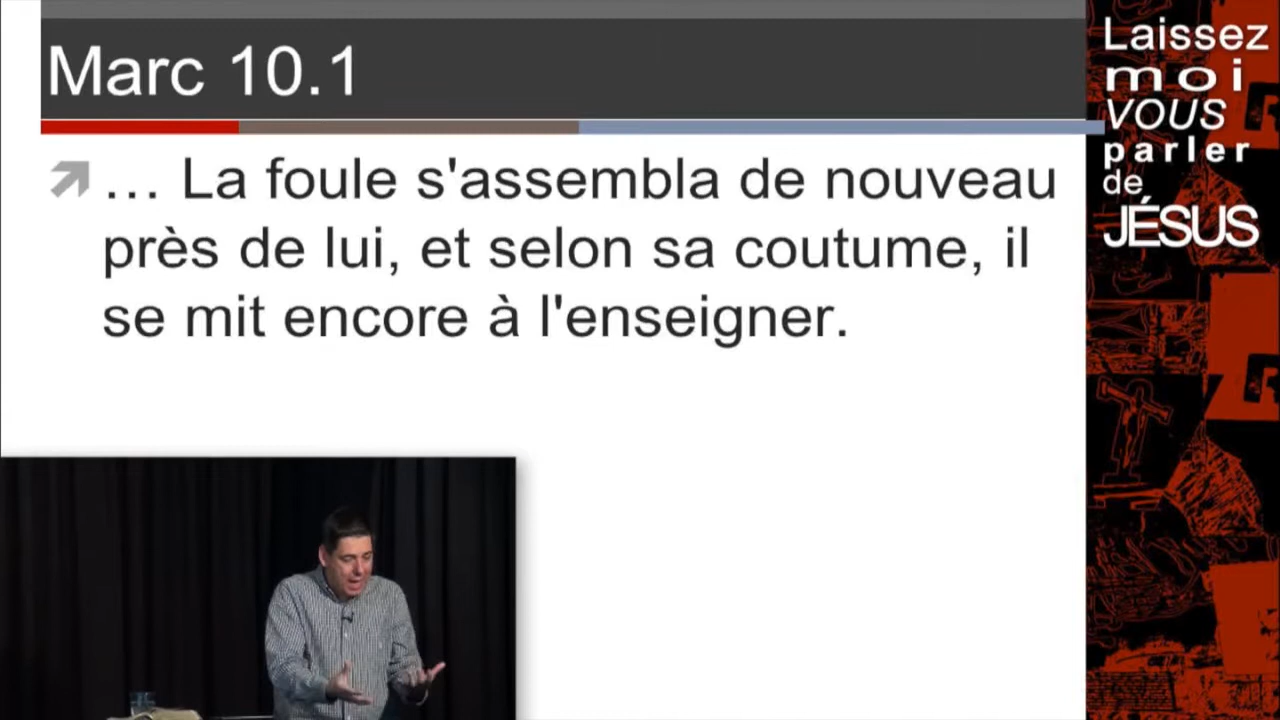 Marc 10.1
… La foule s'assembla de nouveau
près de lui, et selon sa coutume, il
se mit encore à l'enseigner.
Laissez
moi
VOUS
parler
de
JÉSUS